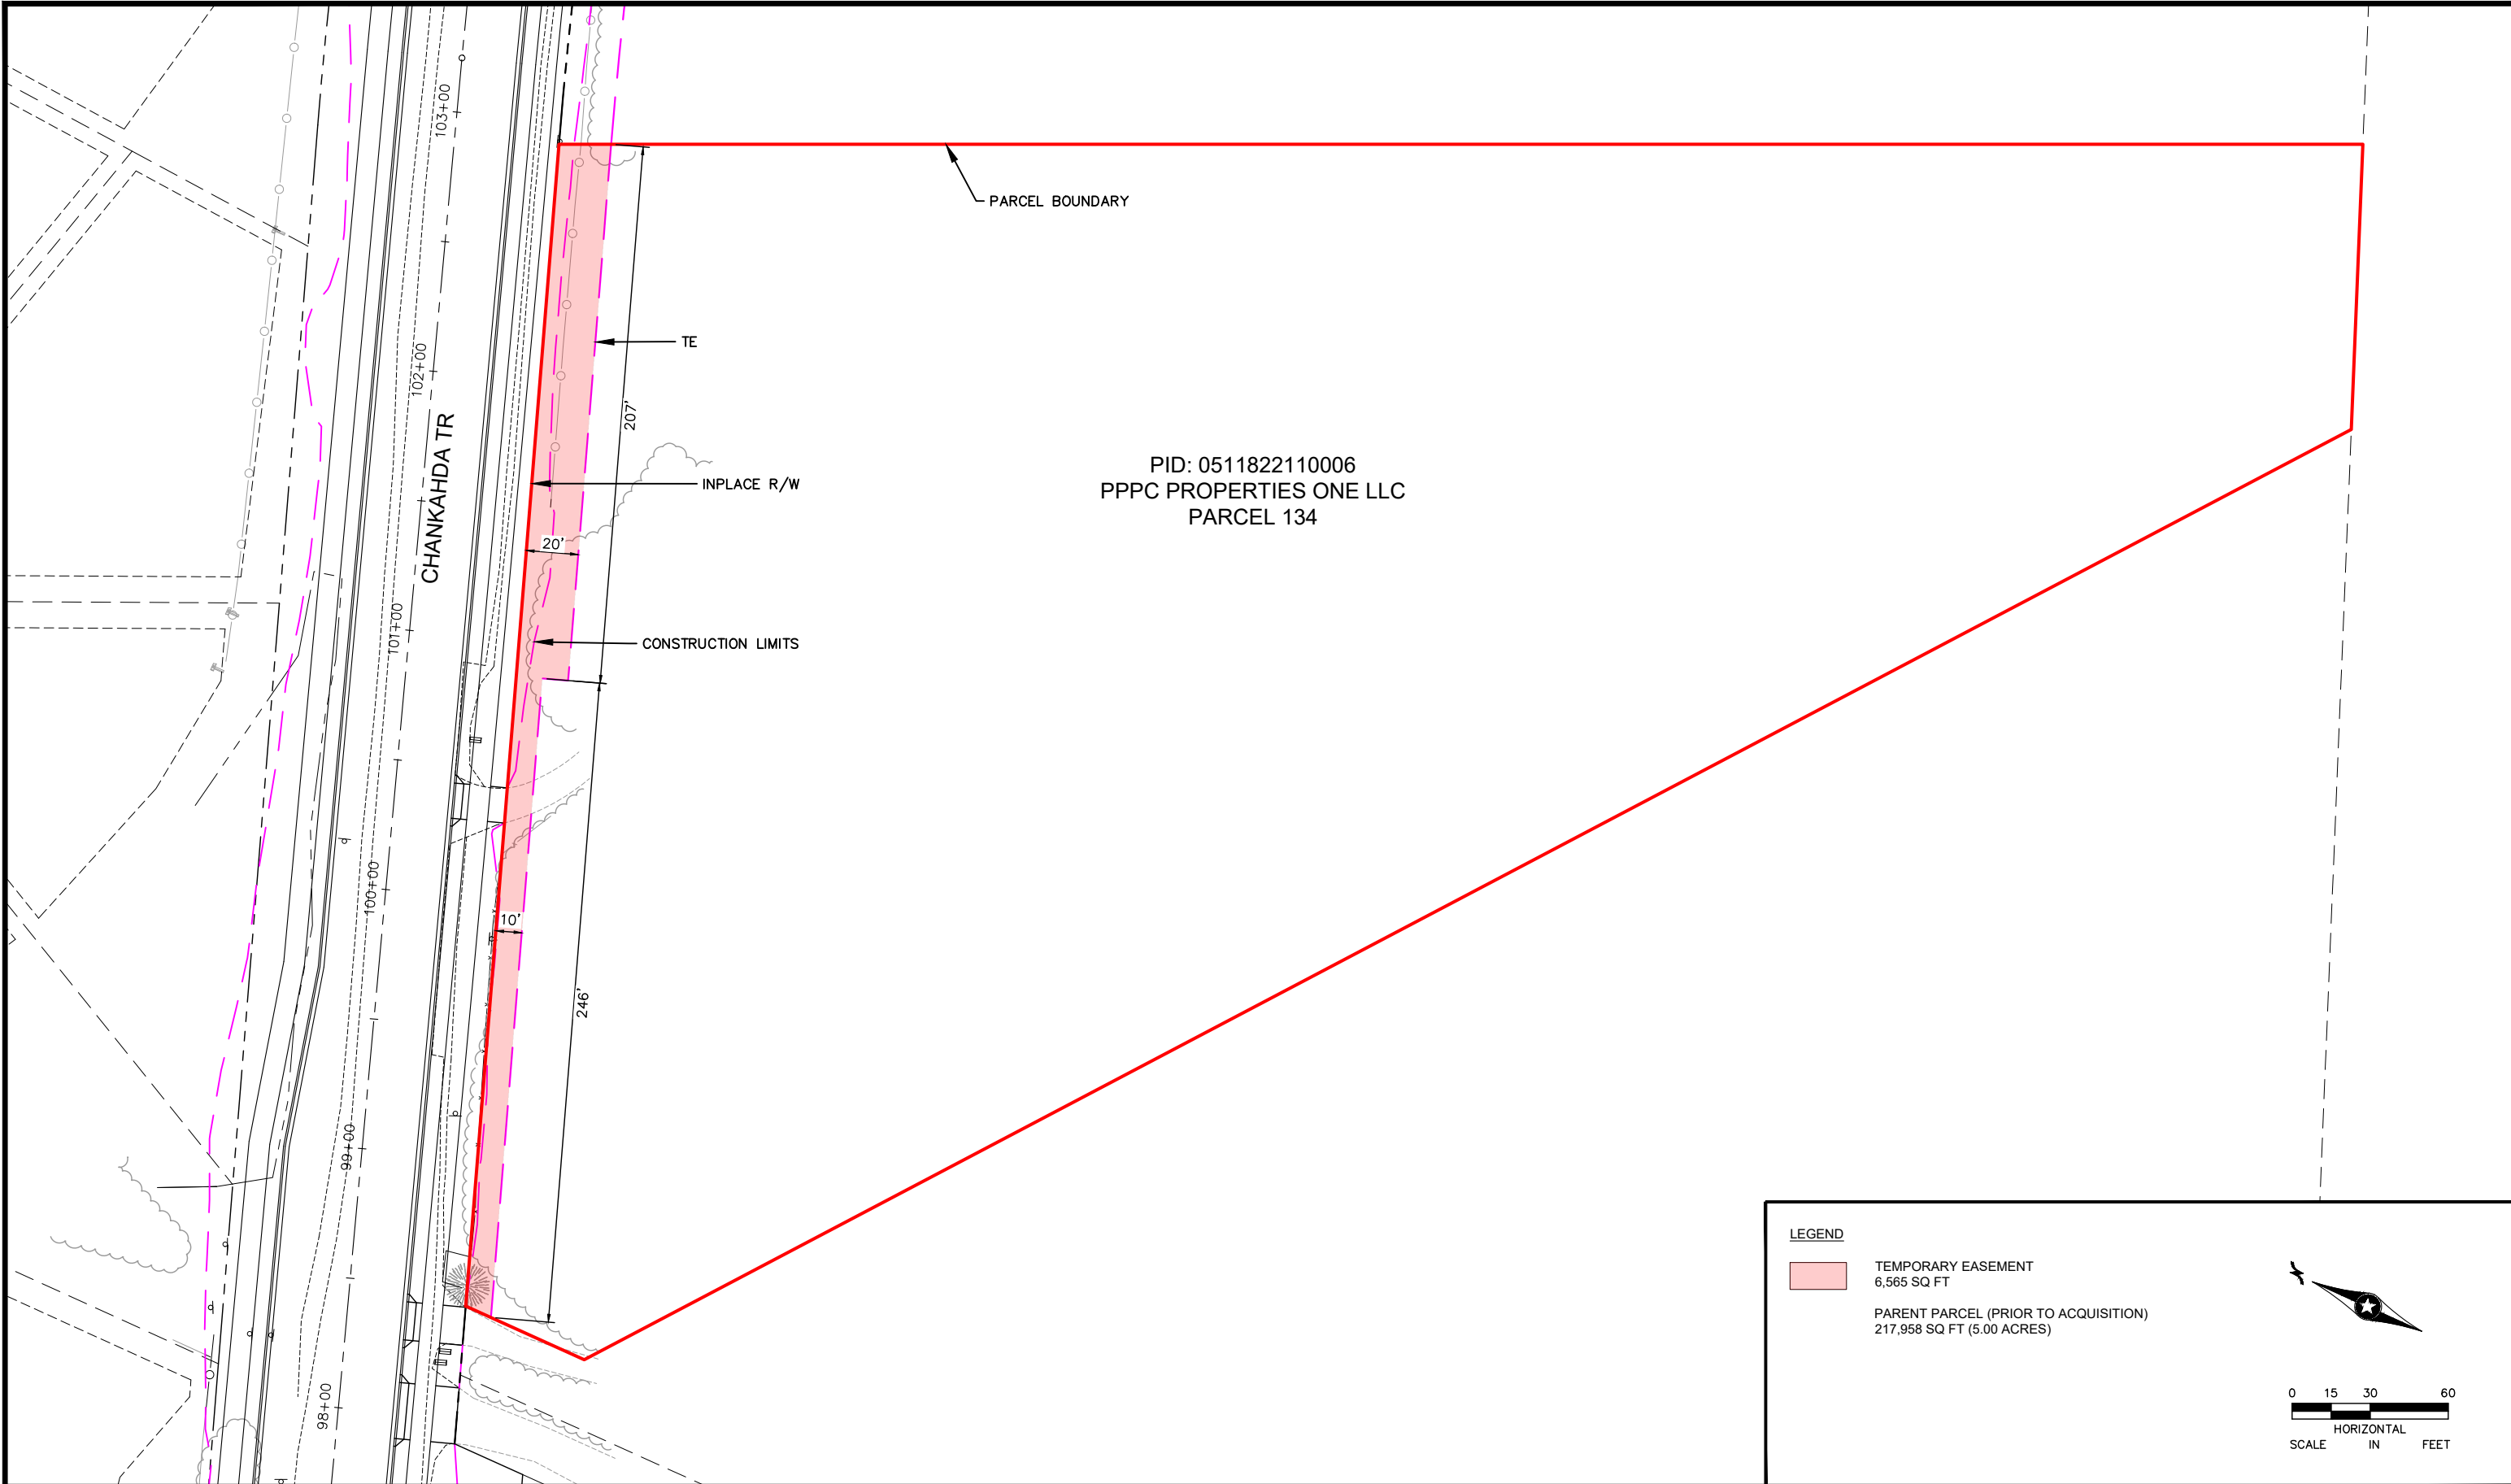 103+00
PARCEL BOUNDARY
102+00
TE
207'
CHANKAHDA TR
INPLACE R/W
PID: 0511822110006
PPPC PROPERTIES ONE LLC
PARCEL 134
20'
101+00
CONSTRUCTION LIMITS
100+00
10'
246'
99+00
98+00
LEGEND
TEMPORARY EASEMENT
6,565 SQ FT
PARENT PARCEL (PRIOR TO ACQUISITION)
217,958 SQ FT (5.00 ACRES)
0 15 30 60
HORIZONTAL
SCALE IN FEET